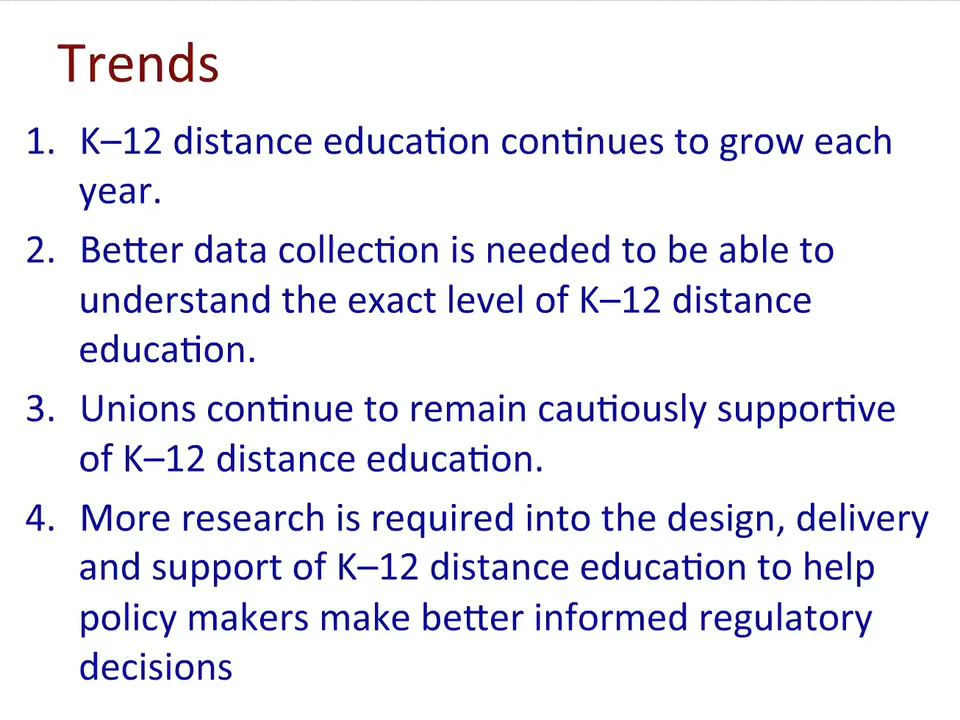 Trends
1. K–12 distance education continues to grow each
year.
2. Better data collection is needed to be able to
understand the exact level of K–12 distance
education.
3. Unions continue to remain cautiously supportive
of K–12 distance education.
4. More research is required into the design, delivery
and support of K–12 distance education to help
policy makers make better informed regulatory
decisions